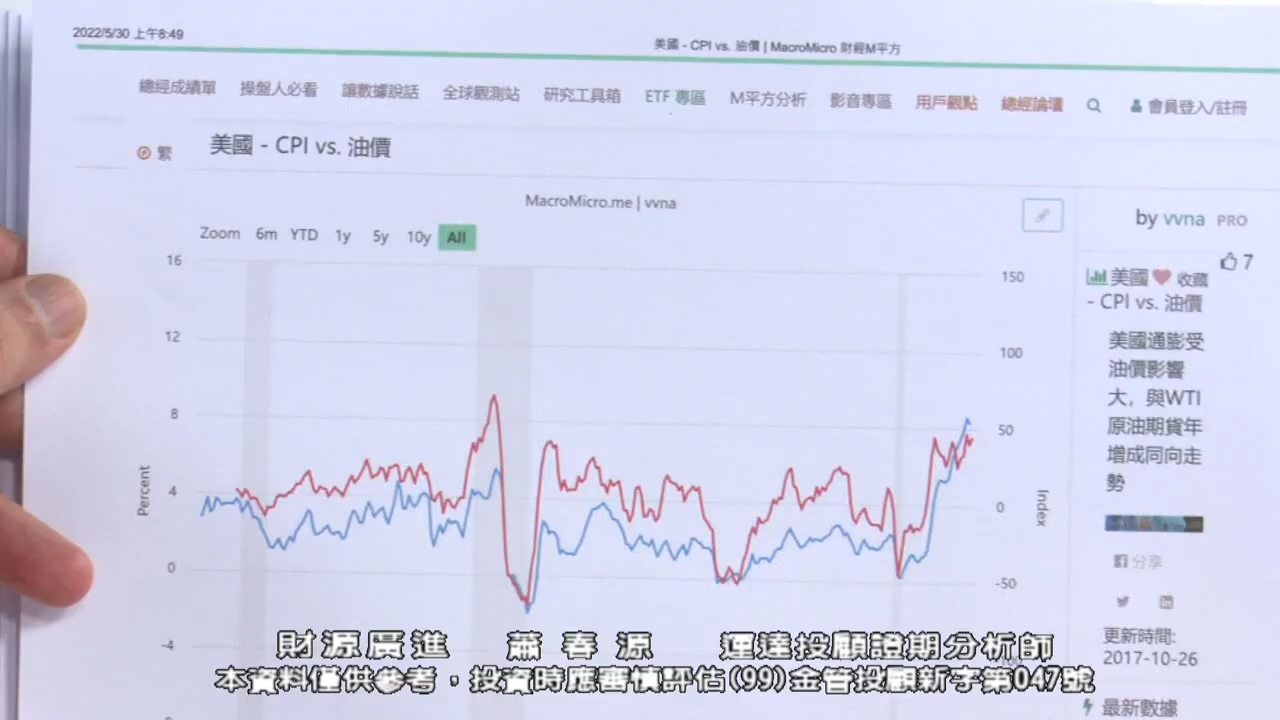 2022/5/30 上午8:49
美國 - CPI vs. 油價 | MacroMicro 財經M平方
總經成績單 操盤人必看 讓數據說話 全球觀測站 研究工具箱 ETF 專區 M平方分析 影音專區 用戶觀點 總經論壇 會員登入/註冊
繁 美國 - CPI vs. 油價
MacroMicro.me | vvna
by vvna PRO
Zoom 6m YTD 1y 5y 10y All
7
美國 收藏
- CPI vs. 油價
美國通膨受
油價影響
大，與WTI
原油期貨年
增成同向走
勢
分享
更新時間:
2017-10-26
最新數據
16
12
8
4
0
-4
Percent
150
100
50
0
-50
Index
財源廣進 蕭春源 運達投顧證期分析師
本資料僅供參考，投資時應審慎評估(99)金管投顧新字第047號